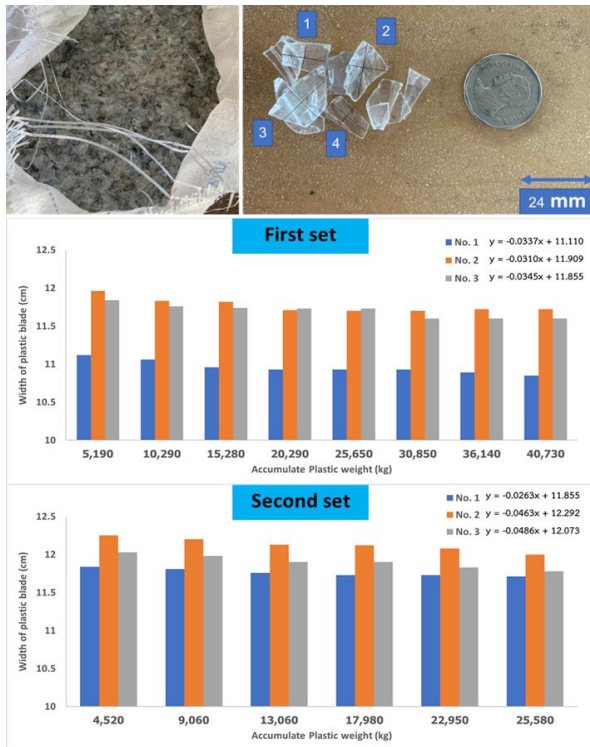 1
2
3
4
24 mm
First set
No. 1 y = -0.0337x + 11.110
No. 2 y = -0.0310x + 11.909
No. 3 y = -0.0345x + 11.855
Width of plastic blade (cm)
12.5
12
11.5
11
10.5
10
5,190 10,290 15,280 20,290 25,650 30,850 36,140 40,730
Accumulate Plastic weight (kg)
Second set
No. 1 y = -0.0263x + 11.855
No. 2 y = -0.0463x + 12.292
No. 3 y = -0.0486x + 12.073
Width of plastic blade (cm)
12.5
12
11.5
11
10.5
10
4,520 9,060 13,060 17,980 22,950 25,580
Accumulate Plastic weight (kg)